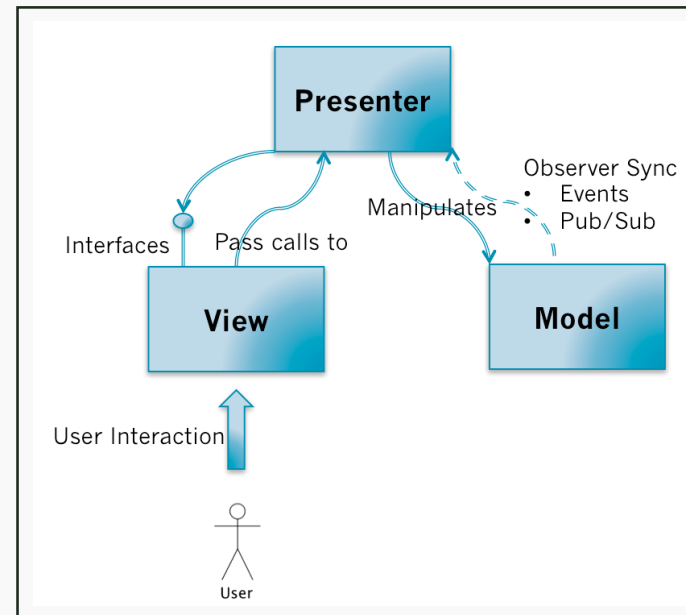 Presenter
Observer Sync
• Events
• Pub/Sub
Manipulates
Interfaces
Pass calls to
View
Model
User Interaction
User